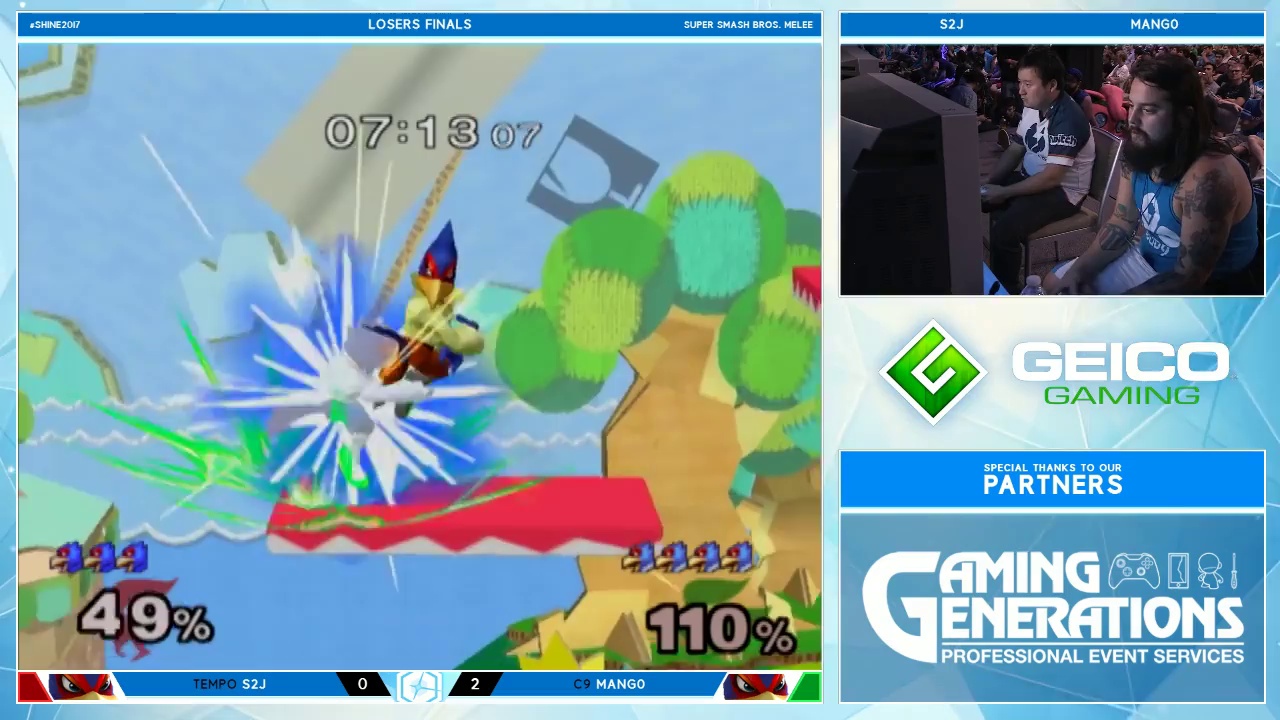 #SHINE2017
LOSERS FINALS
SUPER SMASH BROS. MELEE
S2J
MANG0
07:13 07
twitch
GEICO
GAMING
SPECIAL THANKS TO OUR
PARTNERS
GAMING
GENERATIONS
PROFESSIONAL EVENT SERVICES
49%
110%
TEMPO S2J
0
2
C9 MANG0